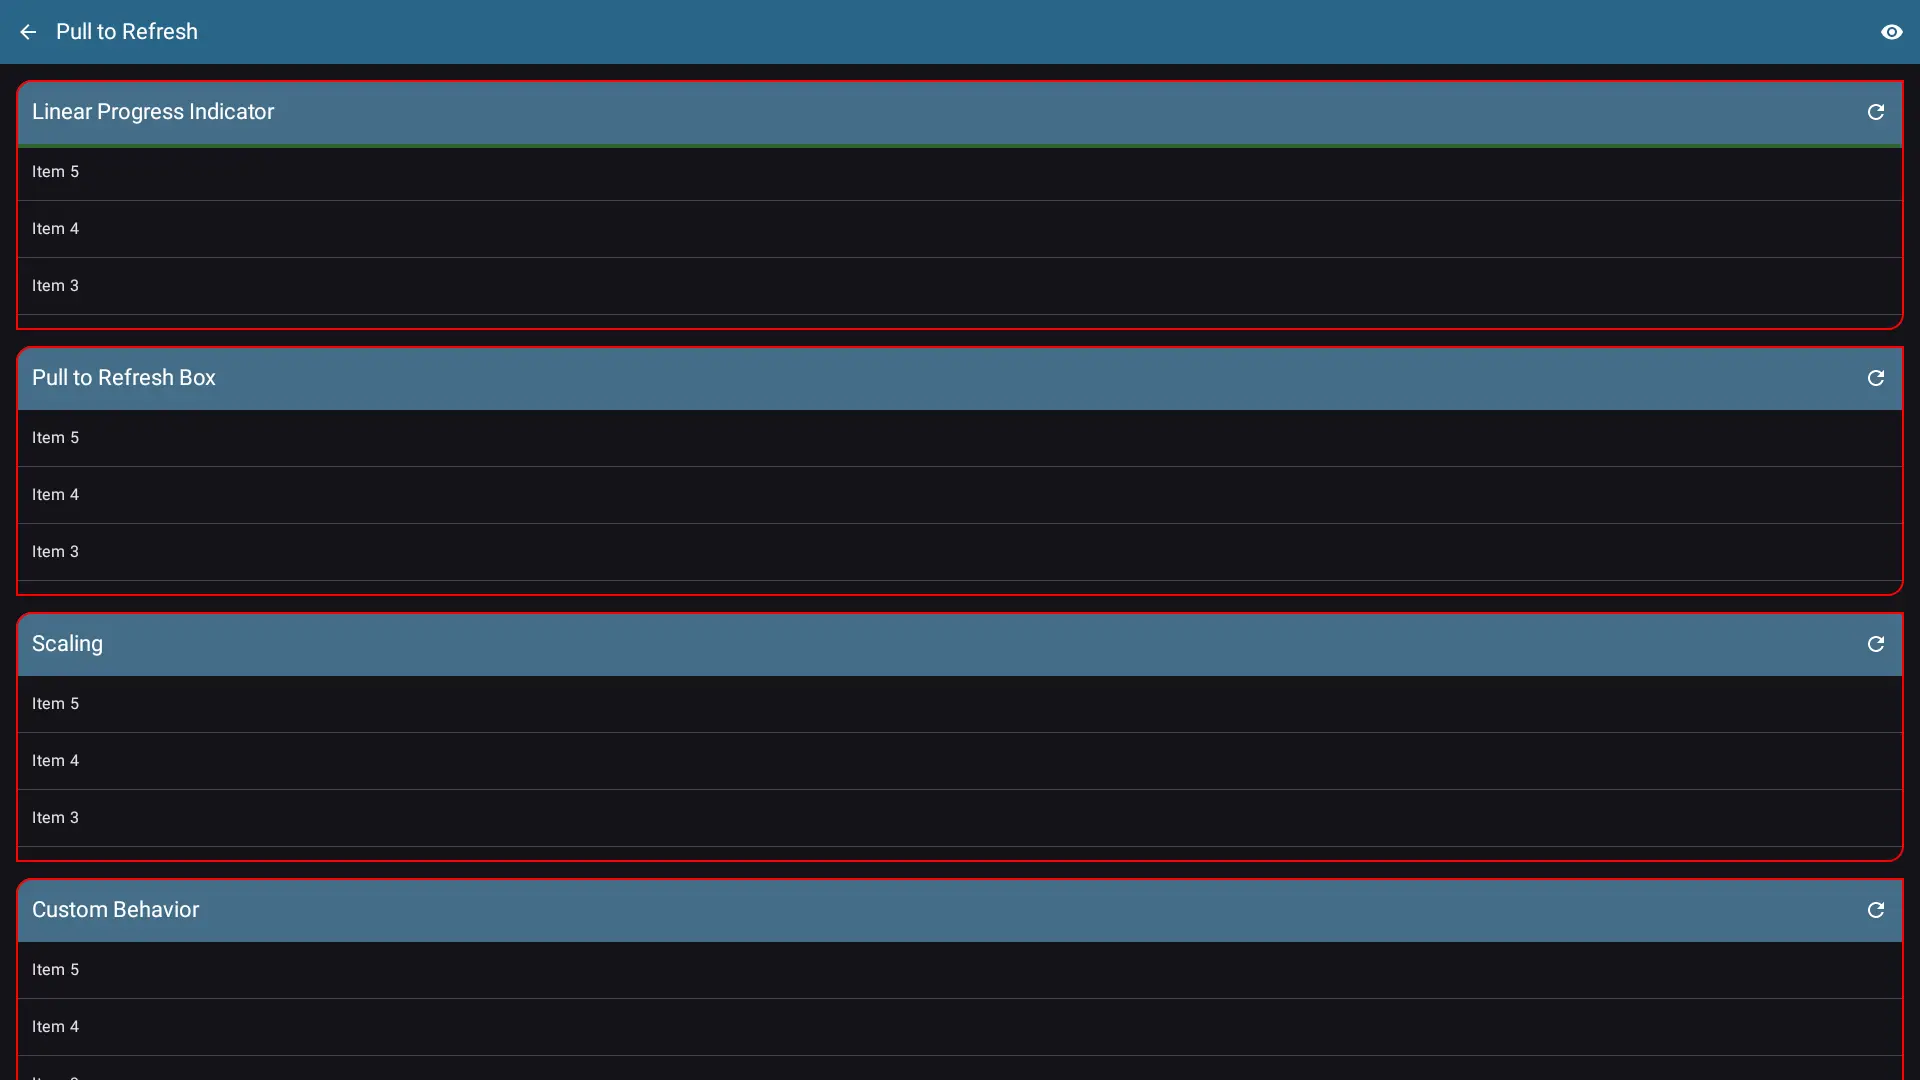 Pull to Refresh
Linear Progress Indicator
Item 5
Item 4
Item 3
Pull to Refresh Box
Item 5
Item 4
Item 3
Scaling
Item 5
Item 4
Item 3
Custom Behavior
Item 5
Item 4